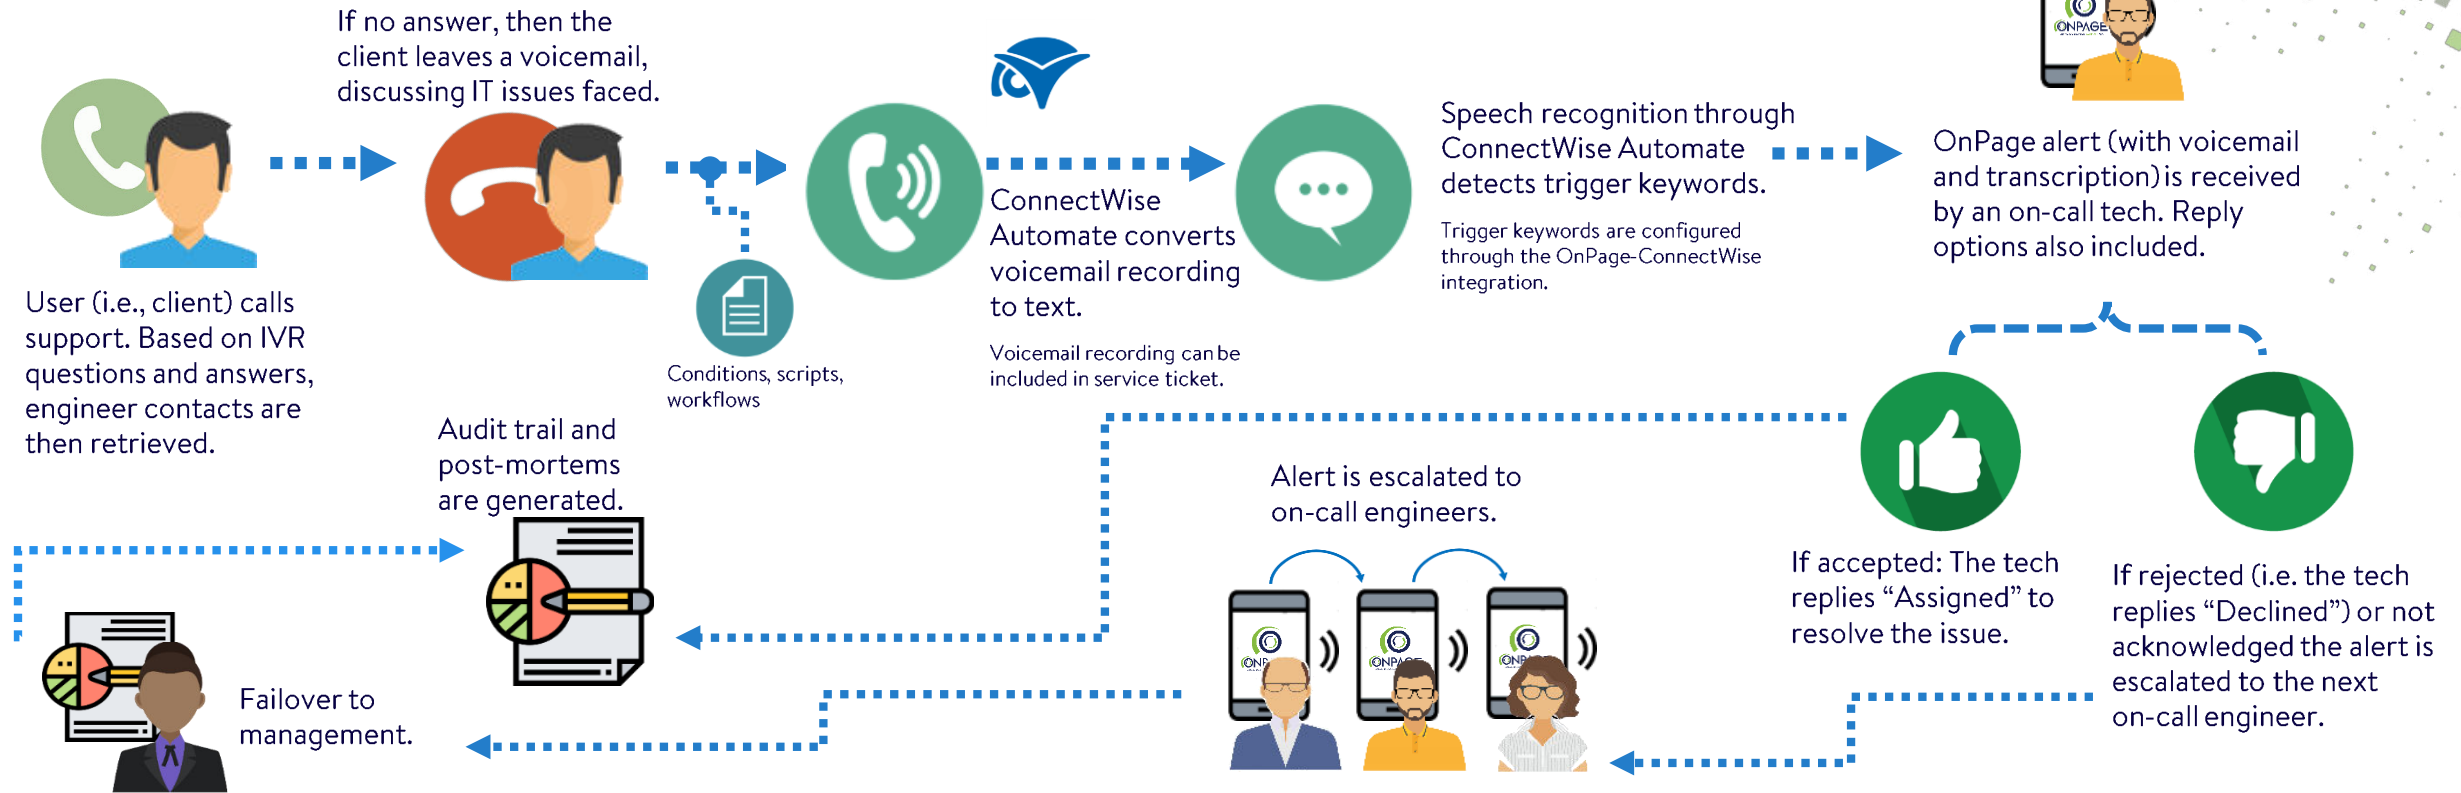 If no answer, then the
client leaves a voicemail,
discussing IT issues faced.
User (i.e., client) calls
support. Based on IVR
questions and answers,
engineer contacts are
then retrieved.
Conditions, scripts,
workflows
ConnectWise
Automate converts
voicemail recording
to text.
Voicemail recording can be
included in service ticket.
Speech recognition through
ConnectWise Automate
detects trigger keywords.
Trigger keywords are configured
through the OnPage-ConnectWise
integration.
ONPAGE
OnPage alert (with voicemail
and transcription) is received
by an on-call tech. Reply
options also included.
If accepted: The tech
replies “Assigned” to
resolve the issue.
If rejected (i.e. the tech
replies “Declined”) or not
acknowledged the alert is
escalated to the next
on-call engineer.
Alert is escalated to
on-call engineers.
ONP
ONPAGE
ONP
Audit trail and
post-mortems
are generated.
Failover to
management.